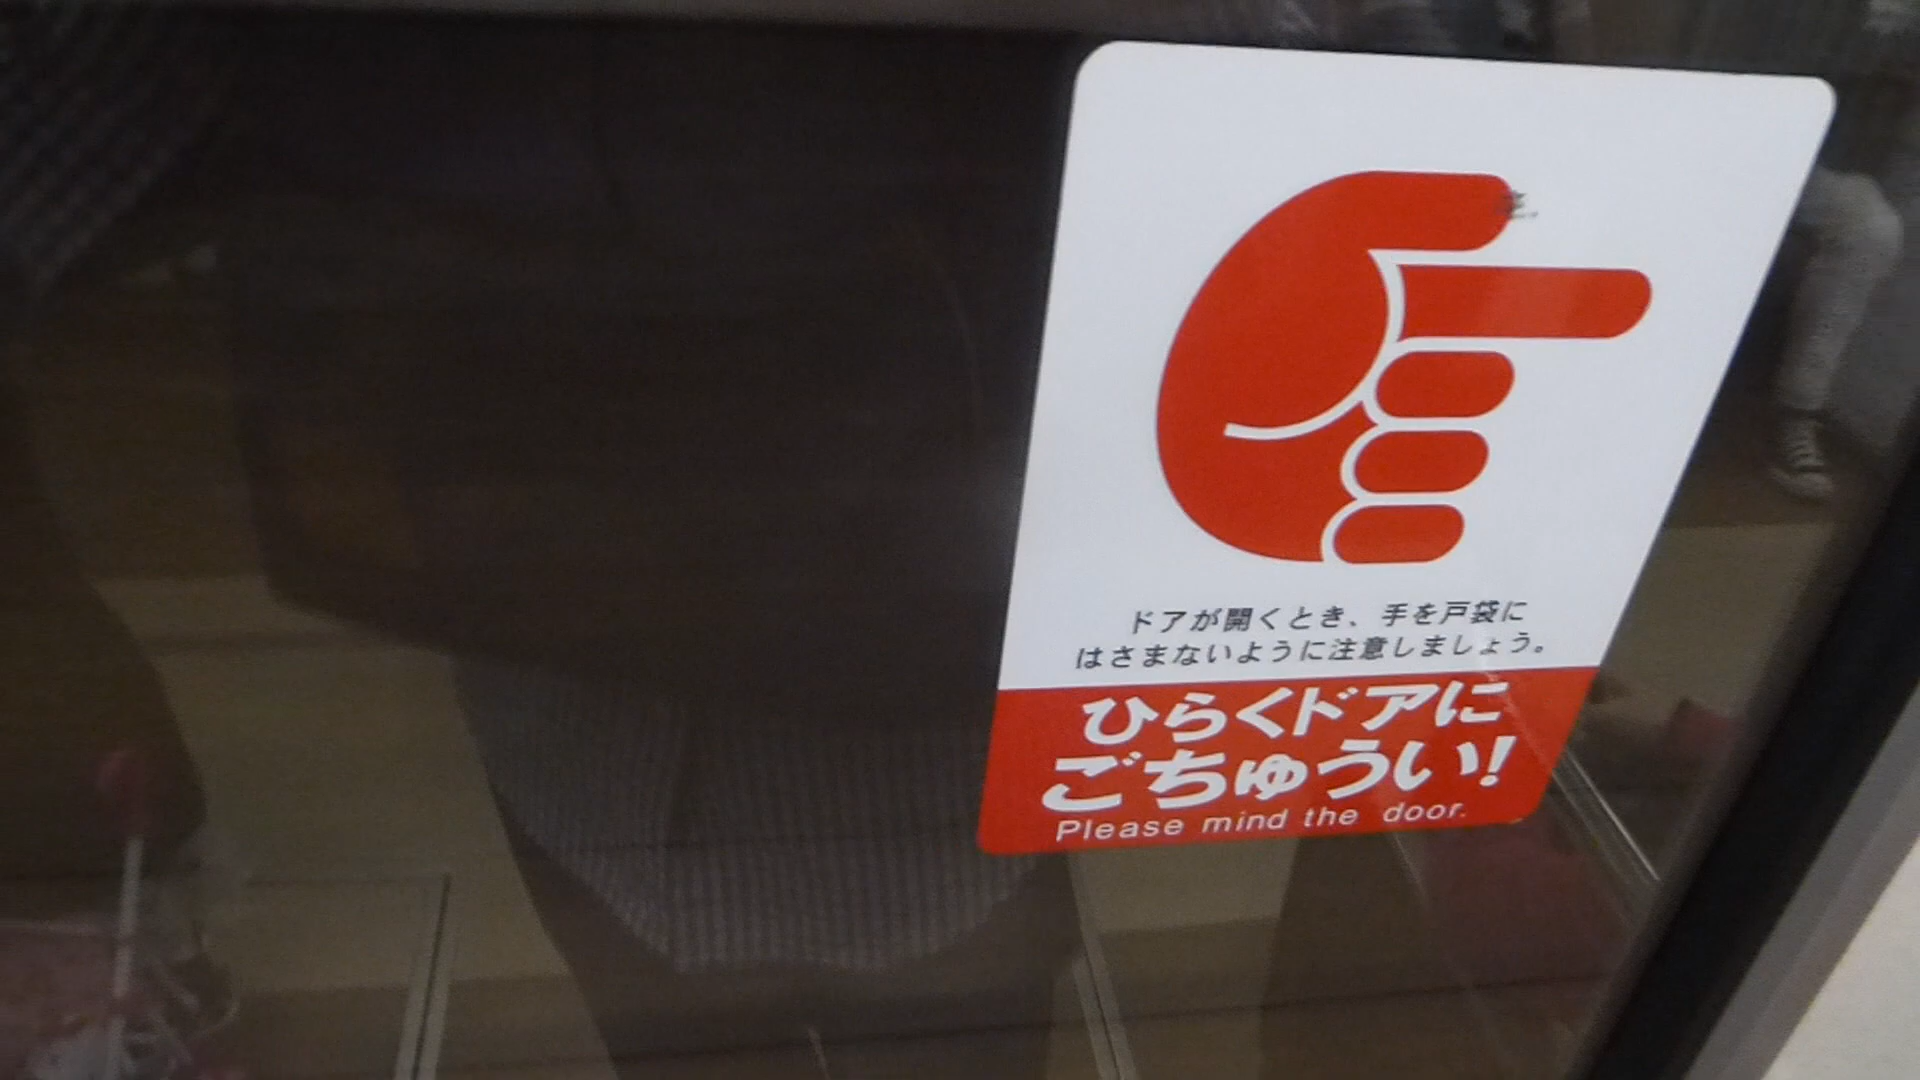 ドアが開くとき、手を戸袋に
はさまないように注意しましょう。
ひらくドアに
ごちゅうい!
Please mind the door.